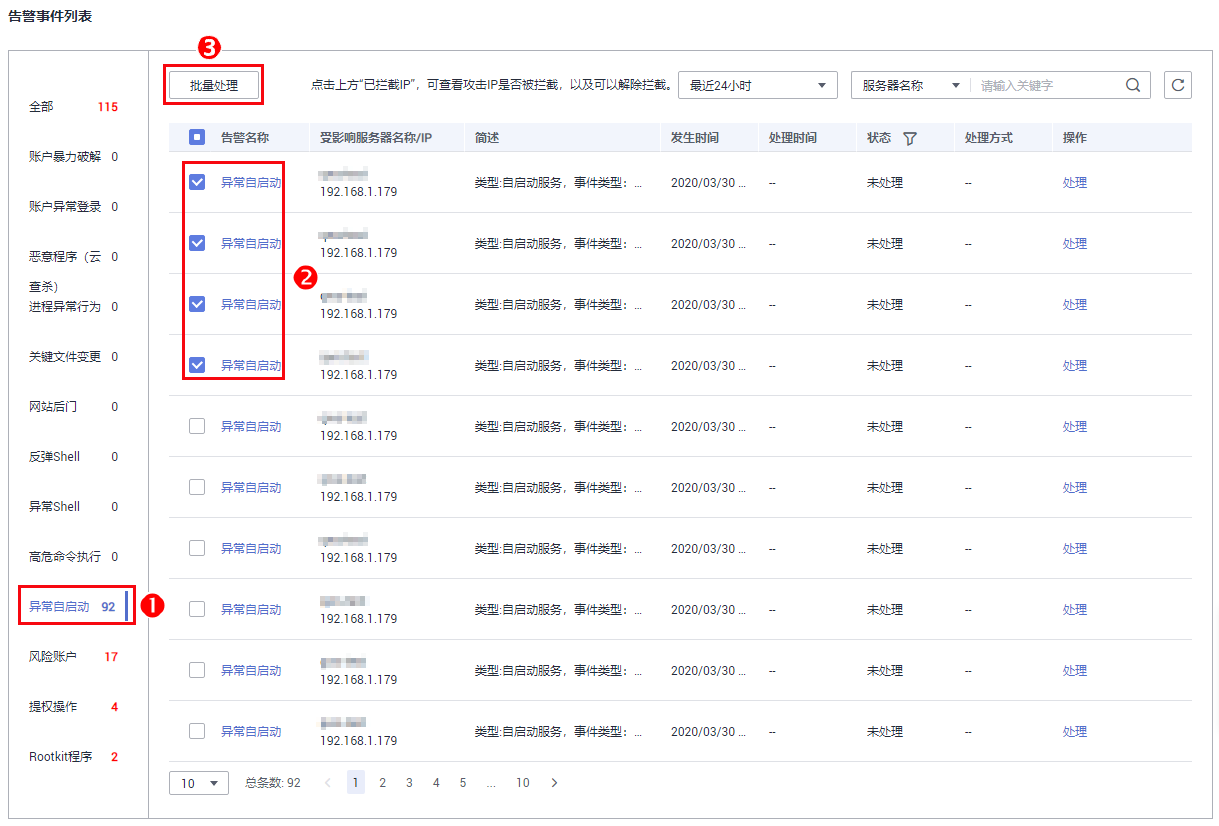 告警事件列表
3
批量处理
点击上方“已拦截IP”，可查看攻击IP是否被拦截，以及可以解除拦截。
最近24小时
服务器名称
请输入关键字
全部 115
账户暴力破解 0
账户异常登录 0
恶意程序（云查杀） 0
进程异常行为 0
关键文件变更 0
网站后门 0
反弹Shell 0
异常Shell 0
高危命令执行 0
异常自启动 92
1
风险账户 17
提权操作 4
Rootkit程序 2
告警名称 受影响服务器名称/IP 简述 发生时间 处理时间 状态 处理方式 操作
异常自启动 192.168.1.179 类型:自启动服务，事件类型：... 2020/03/30 ... -- 未处理 -- 处理
异常自启动 192.168.1.179 类型:自启动服务，事件类型：... 2020/03/30 ... -- 未处理 -- 处理
2
异常自启动 192.168.1.179 类型:自启动服务，事件类型：... 2020/03/30 ... -- 未处理 -- 处理
异常自启动 192.168.1.179 类型:自启动服务，事件类型：... 2020/03/30 ... -- 未处理 -- 处理
异常自启动 192.168.1.179 类型:自启动服务，事件类型：... 2020/03/30 ... -- 未处理 -- 处理
异常自启动 192.168.1.179 类型:自启动服务，事件类型：... 2020/03/30 ... -- 未处理 -- 处理
异常自启动 192.168.1.179 类型:自启动服务，事件类型：... 2020/03/30 ... -- 未处理 -- 处理
异常自启动 192.168.1.179 类型:自启动服务，事件类型：... 2020/03/30 ... -- 未处理 -- 处理
异常自启动 192.168.1.179 类型:自启动服务，事件类型：... 2020/03/30 ... -- 未处理 -- 处理
异常自启动 192.168.1.179 类型:自启动服务，事件类型：... 2020/03/30 ... -- 未处理 -- 处理
10 总条数: 92 < 1 2 3 4 5 ... 10 >